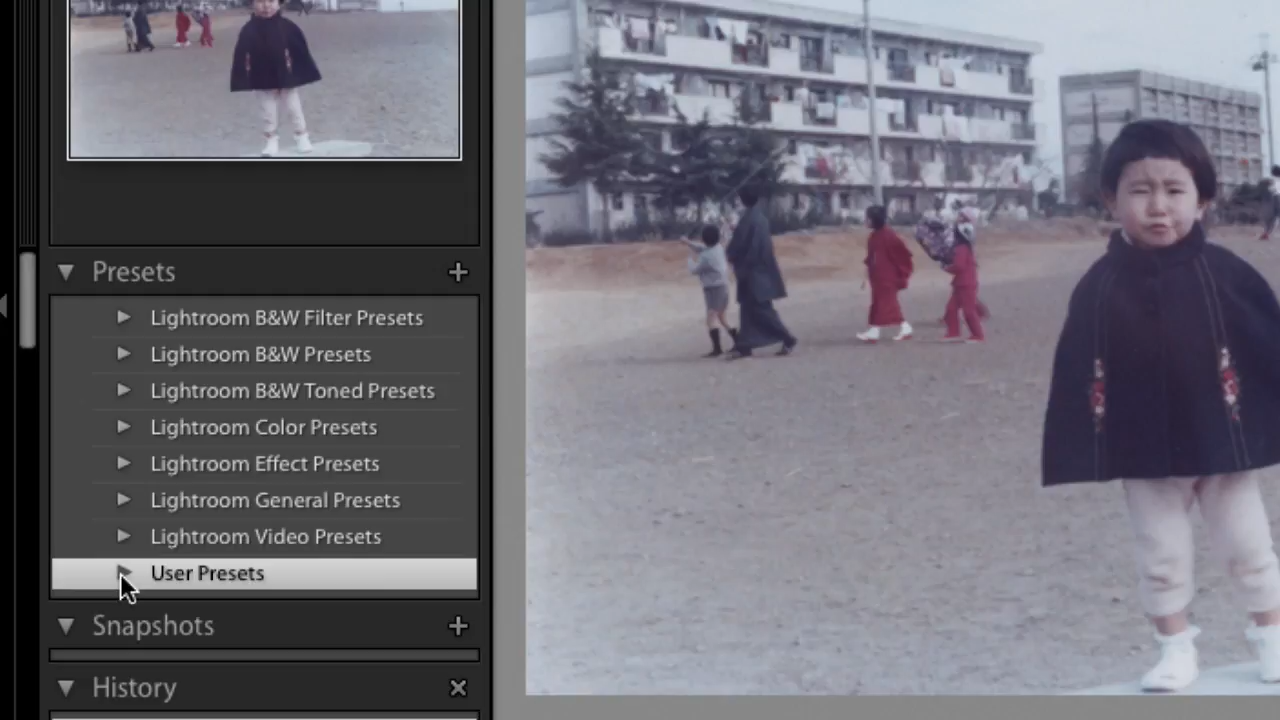 Presets
Lightroom B&W Filter Presets
Lightroom B&W Presets
Lightroom B&W Toned Presets
Lightroom Color Presets
Lightroom Effect Presets
Lightroom General Presets
Lightroom Video Presets
User Presets
Snapshots
History